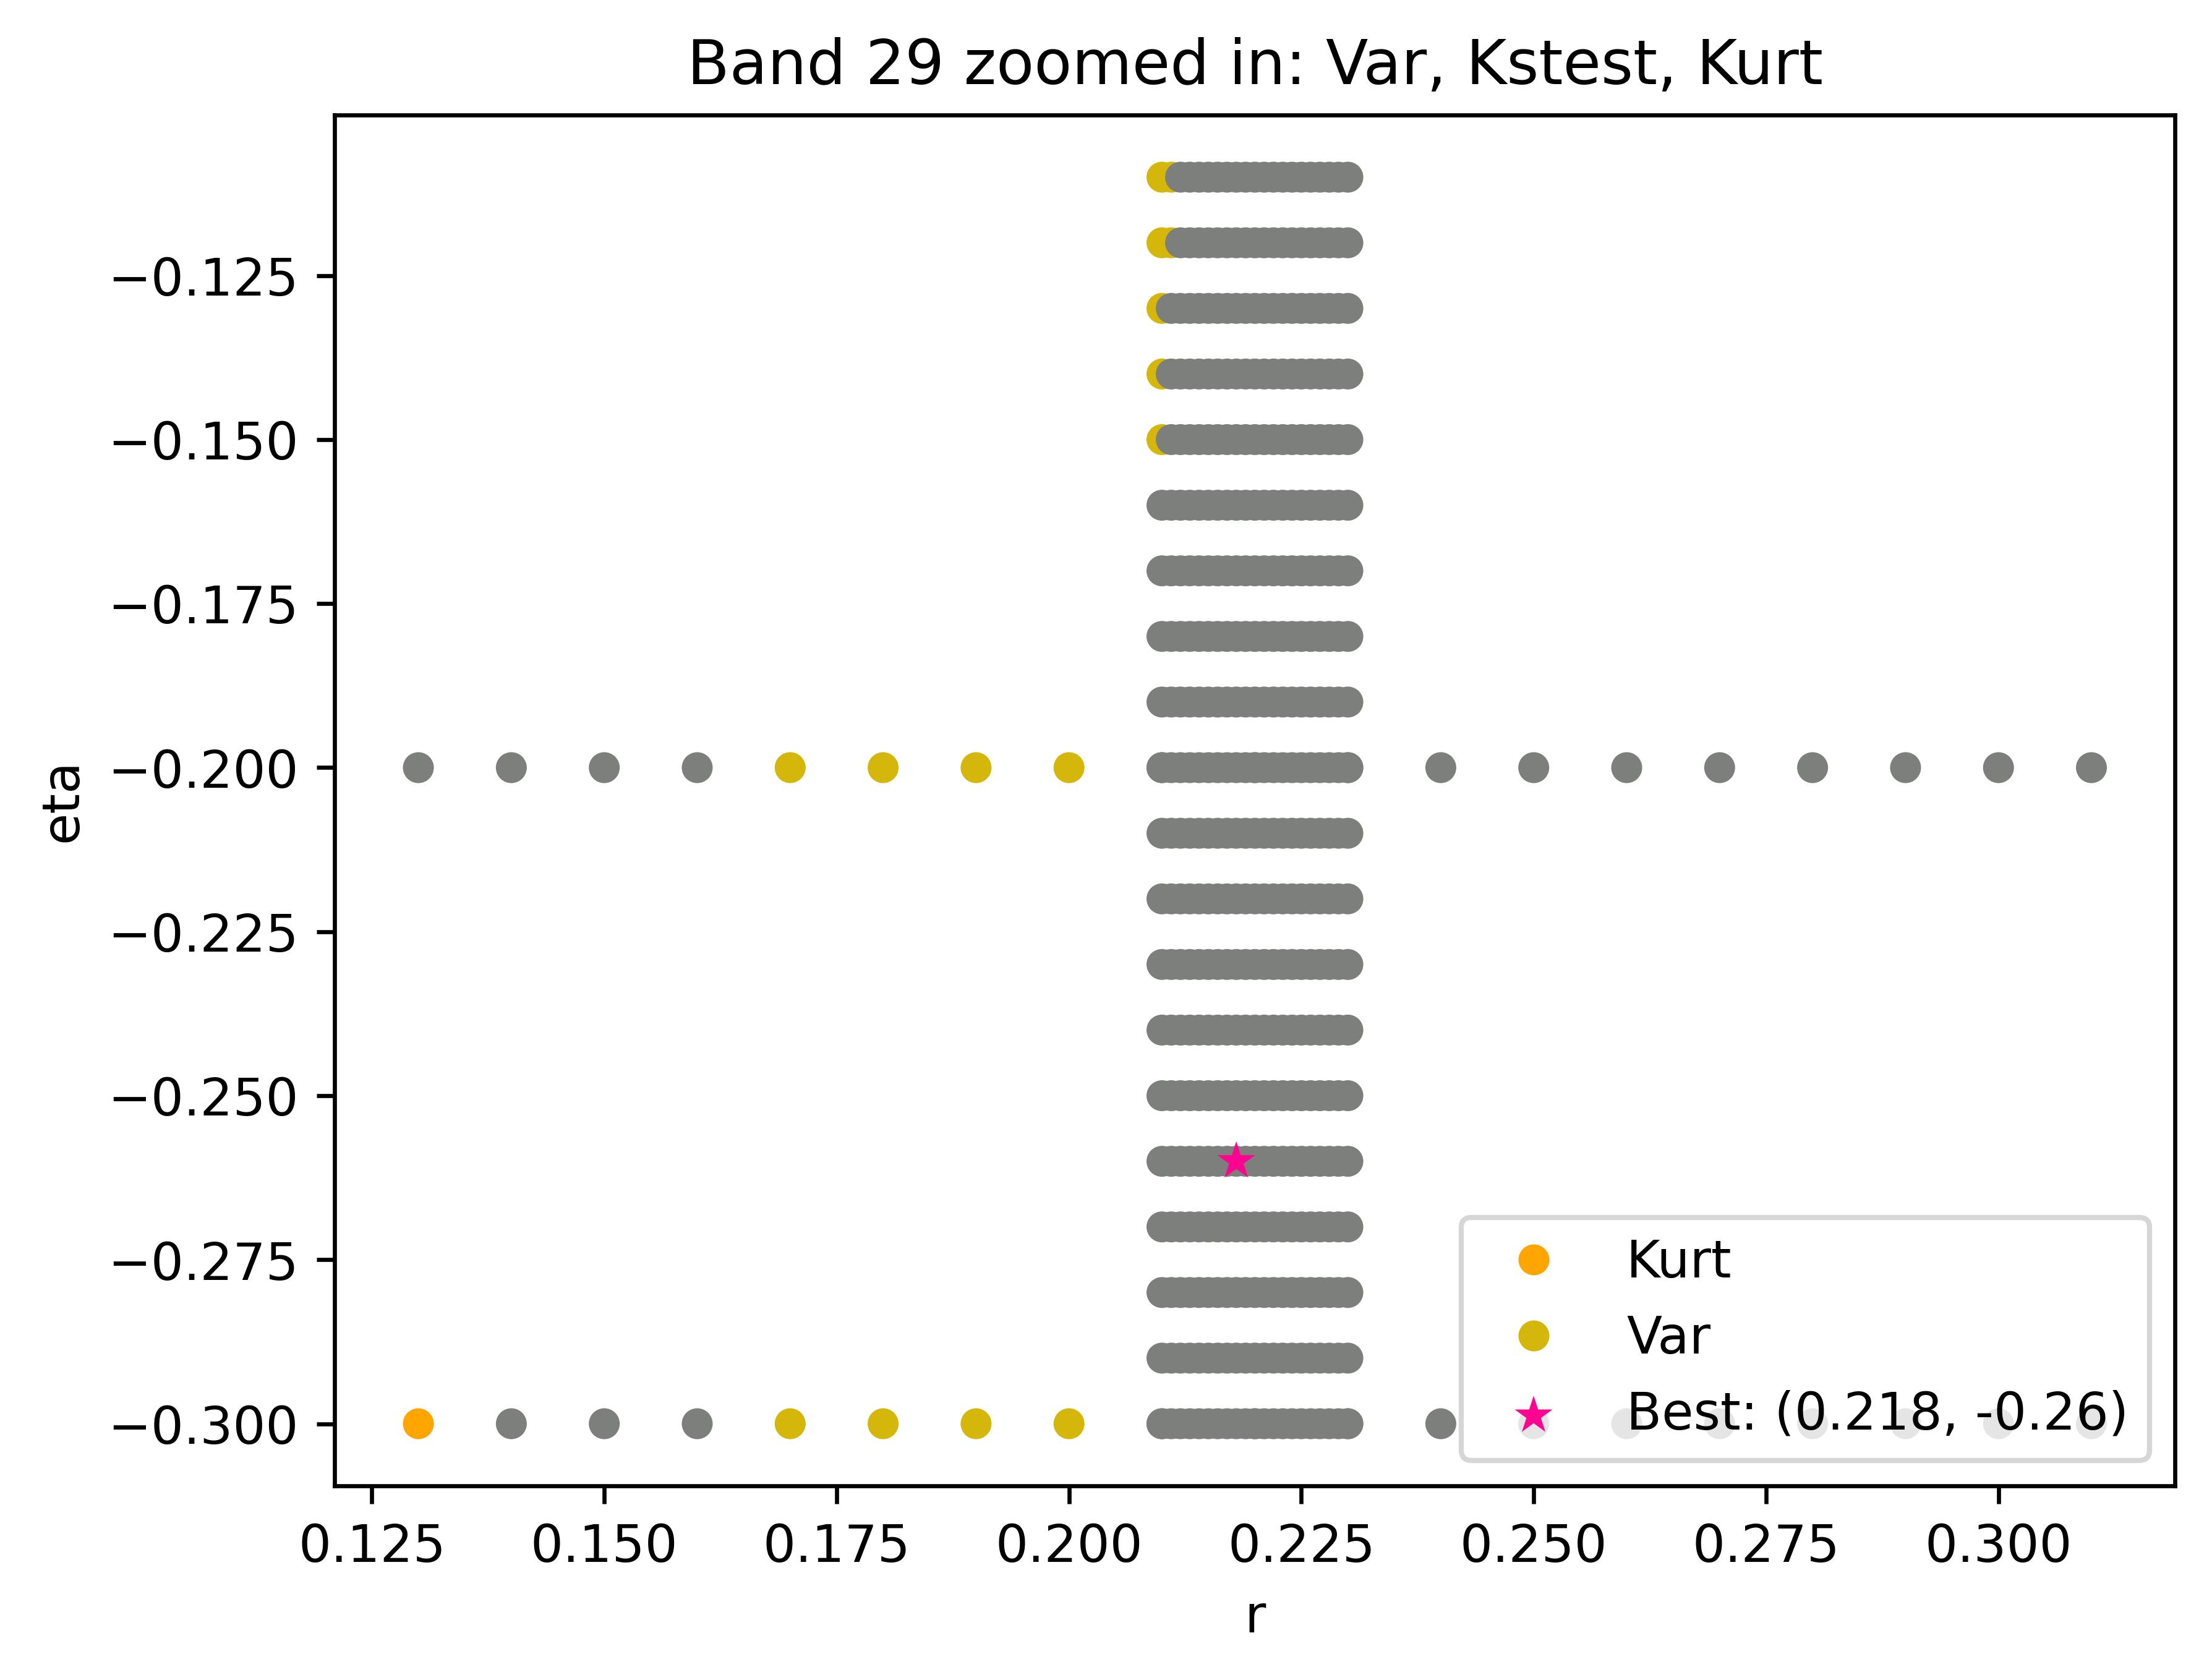 Band 29 zoomed in: Var, Kstest, Kurt
−0.125
−0.150
−0.175
−0.200
−0.225
−0.250
−0.275
−0.300
eta
Kurt
Var
Best: (0.218, -0.26)
0.125 0.150 0.175 0.200 0.225 0.250 0.275 0.300
r